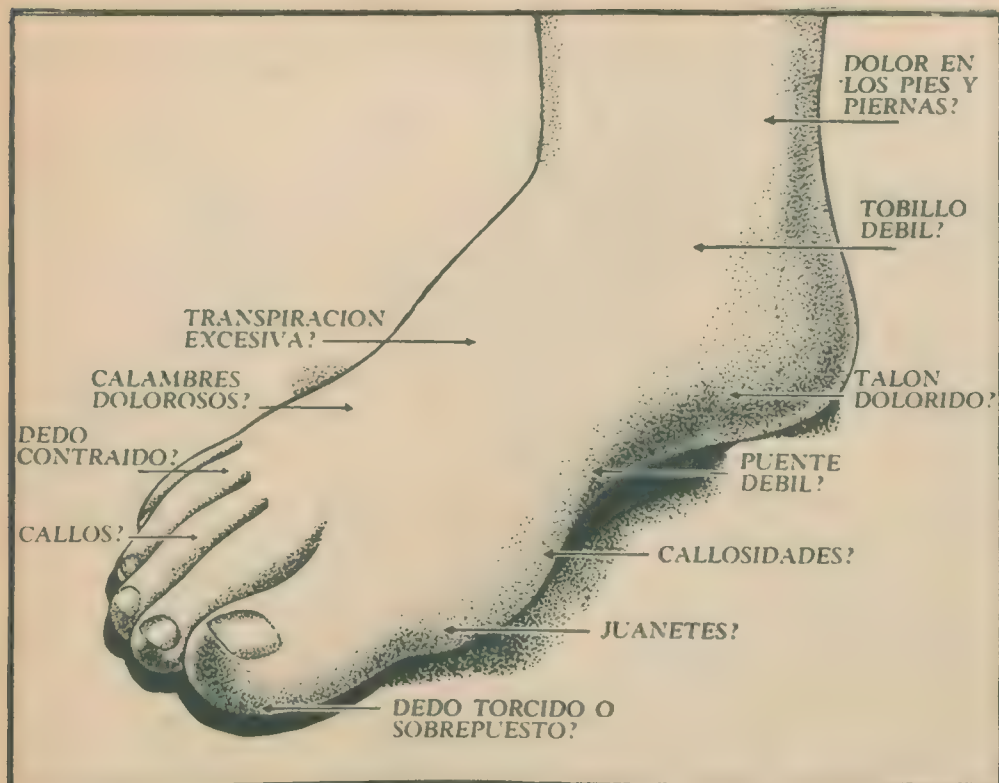 DOLOR EN
LOS PIES Y
PIERNAS?
TOBILLO
DEBIL?
TRANSPIRACION
EXCESIVA?
CALAMBRES
DOLOROSOS?
TALON
DOLORIDO?
DEDO
CONTRAIDO?
PUENTE
DEBIL?
CALLOS?
CALLOSIDADES?
JUANETES?
DEDO TORCIDO O
SOBREPUESTO?